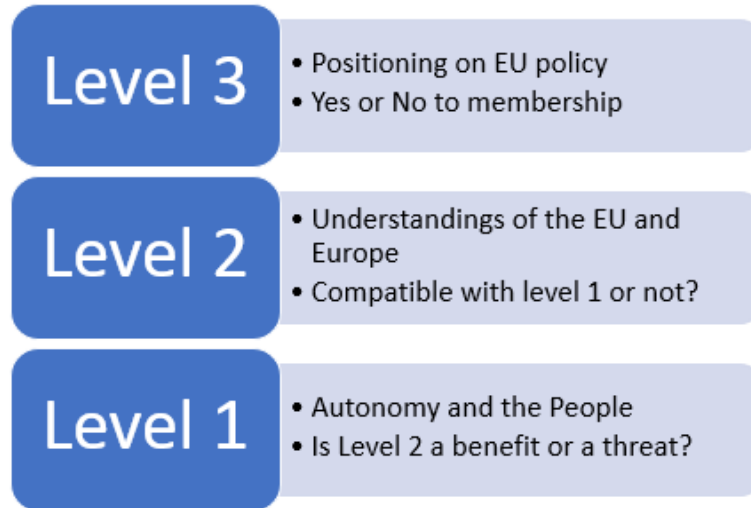 Level 3
• Positioning on EU policy
• Yes or No to membership
Level 2
• Understandings of the EU and
Europe
• Compatible with level 1 or not?
Level 1
• Autonomy and the People
• Is Level 2 a benefit or a threat?